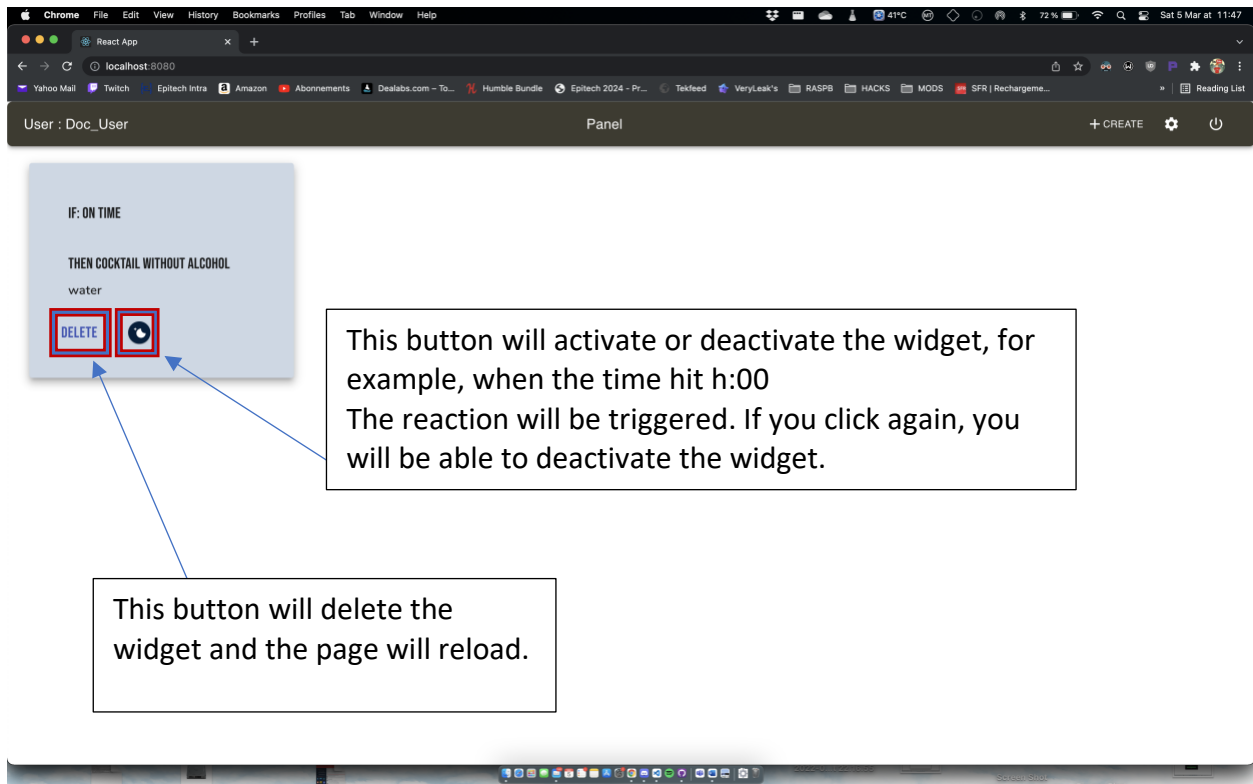 Chrome File Edit View History Bookmarks Profiles Tab Window Help 41°C 72 % Sat 5 Mar at 11:47
React App
localhost:8080
Yahoo Mail Twitch Epitech Intra Amazon Abonnements Dealabs.com – To... Humble Bundle Epitech 2024 - Pr... Tekfeed VeryLeak's RASPB HACKS MODS SFR | Rechargeme... » Reading List
User : Doc_User Panel + CREATE
IF: ON TIME
THEN COCKTAIL WITHOUT ALCOHOL
water
DELETE
This button will activate or deactivate the widget, for
example, when the time hit h:00
The reaction will be triggered. If you click again, you
will be able to deactivate the widget.
This button will delete the
widget and the page will reload.